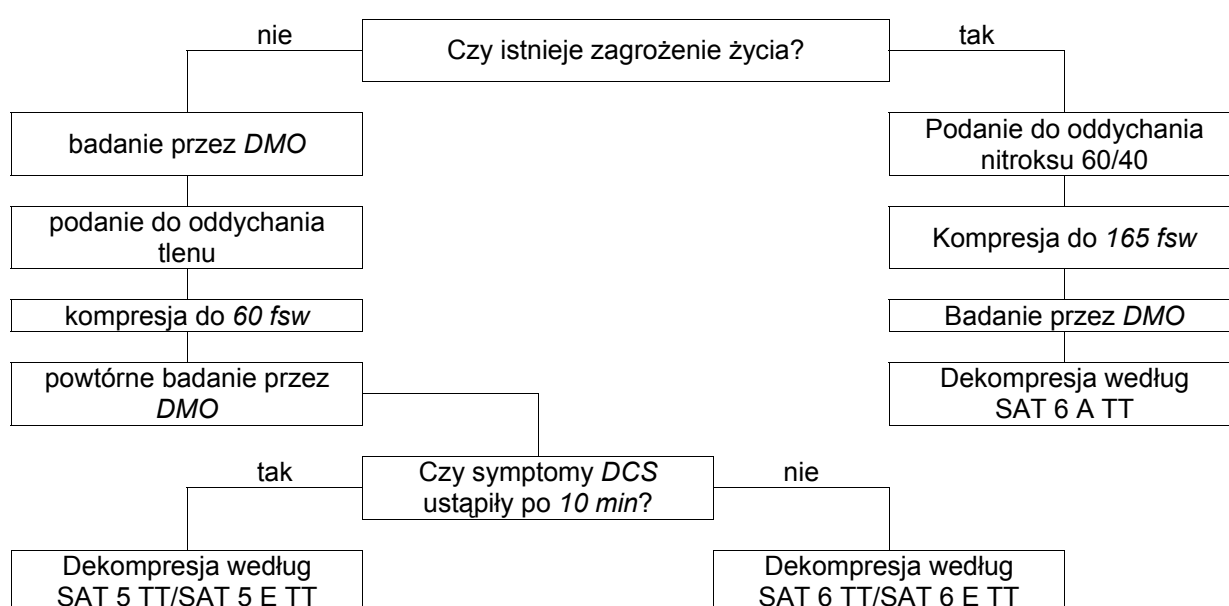 nie
Czy istnieje zagrożenie życia?
tak
badanie przez DMO
Podanie do oddychania
nitroksu 60/40
podanie do oddychania
tlenu
Kompresja do 165 fsw
kompresja do 60 fsw
Badanie przez DMO
powtórne badanie przez
DMO
Dekompresja według
SAT 6 A TT
tak
Czy symptomy DCS
ustąpiły po 10 min?
nie
Dekompresja według
SAT 5 TT/SAT 5 E TT
Dekompresja według
SAT 6 TT/SAT 6 E TT